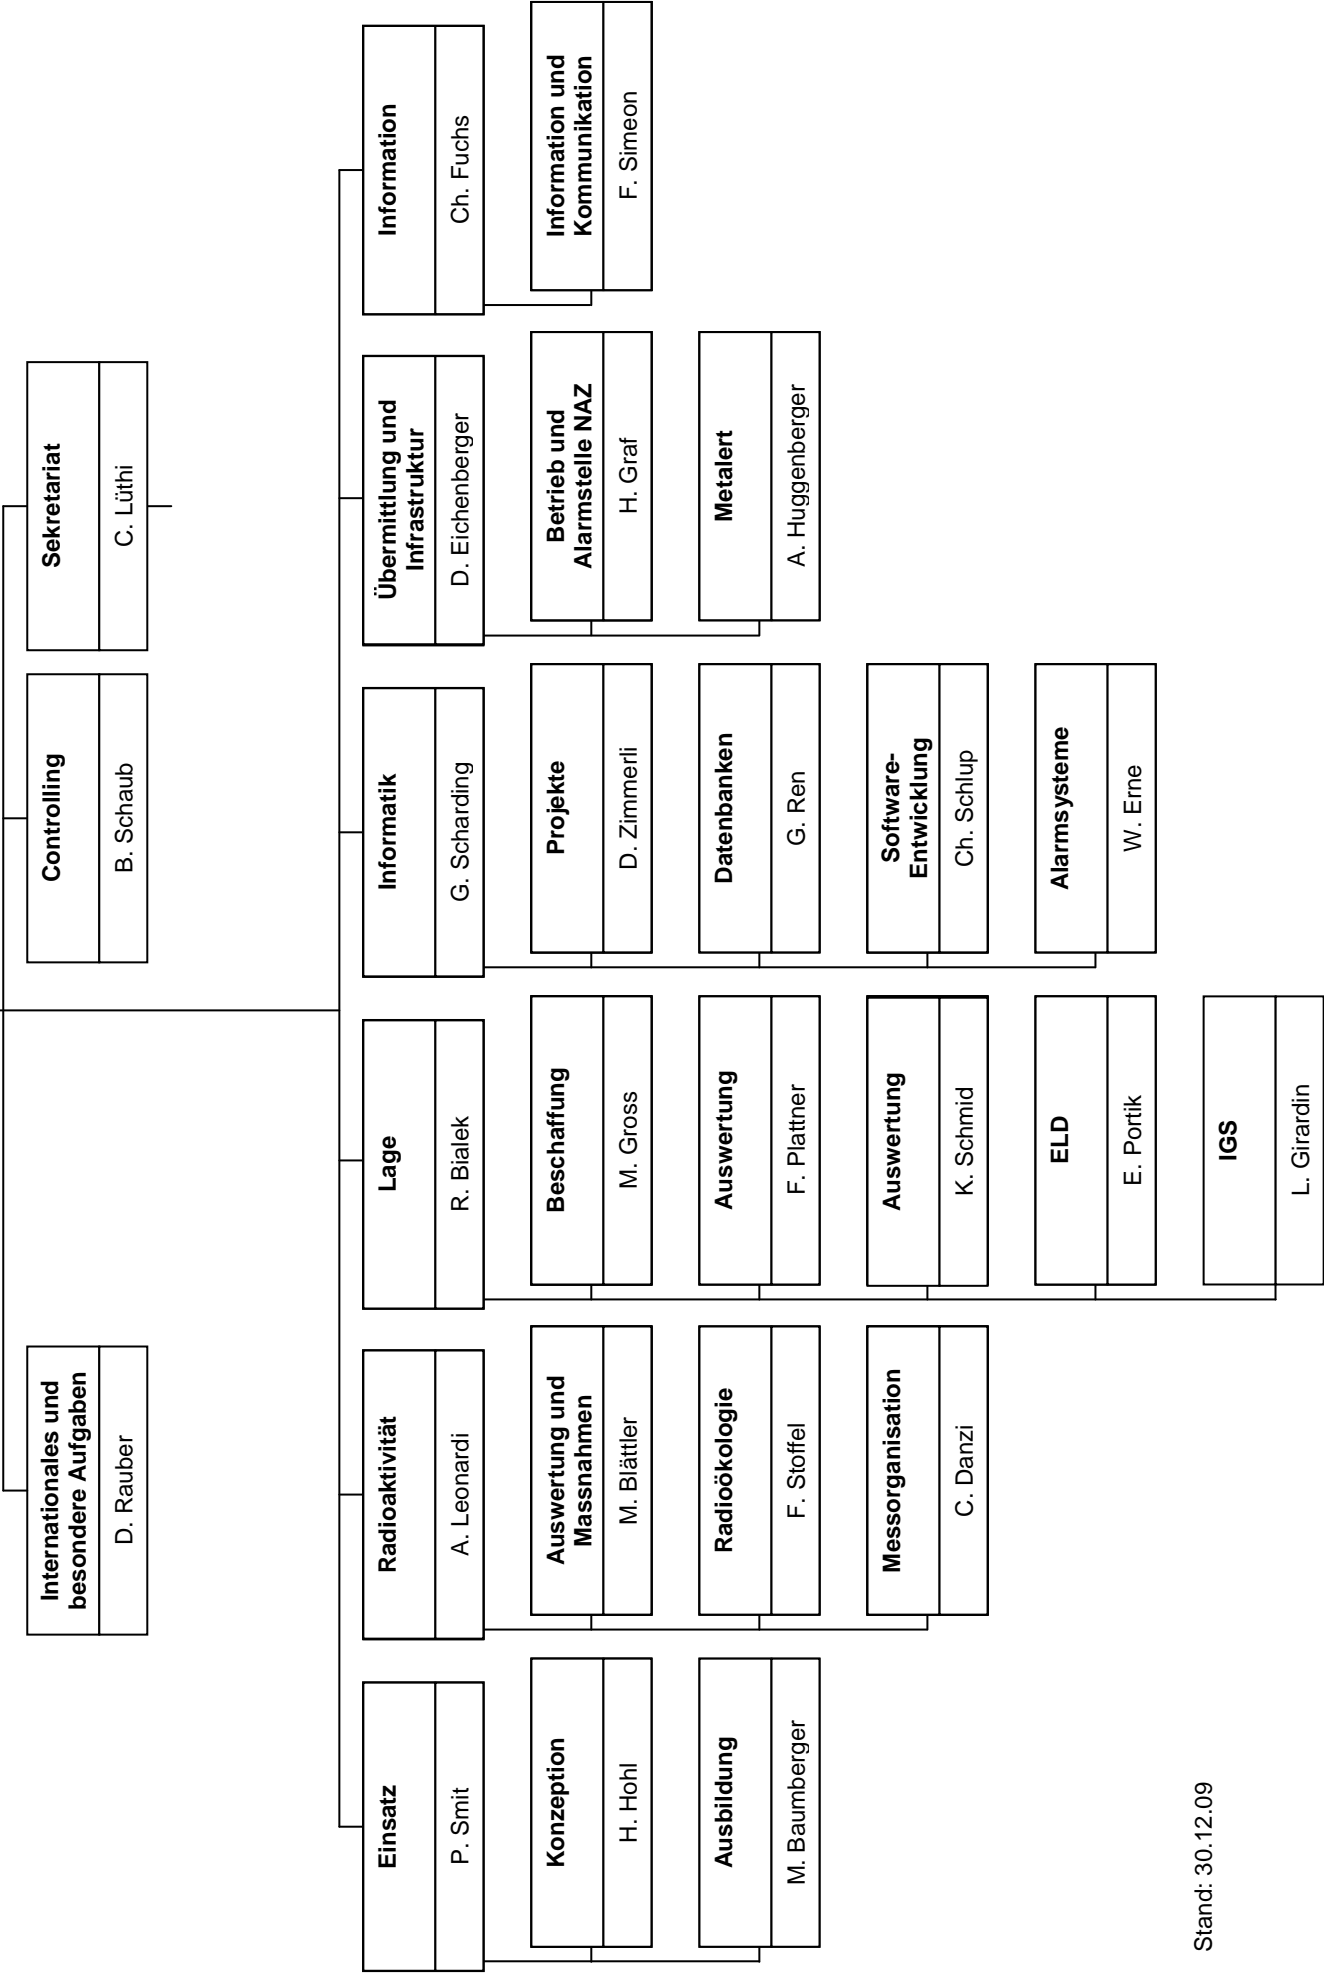 Internationales und
besondere Aufgaben
D. Rauber
Controlling
B. Schaub
Sekretariat
C. Lüthi
Einsatz
P. Smit
Konzeption
H. Hohl
Ausbildung
M. Baumberger
Radioaktivität
A. Leonardi
Auswertung und
Massnahmen
M. Blättler
Radioökologie
F. Stoffel
Messorganisation
C. Danzi
Lage
R. Bialek
Beschaffung
M. Gross
Auswertung
F. Plattner
Auswertung
K. Schmid
ELD
E. Portik
IGS
L. Girardin
Informatik
G. Scharding
Projekte
D. Zimmerli
Datenbanken
G. Ren
Software-
Entwicklung
Ch. Schlup
Alarmsysteme
W. Erne
Übermittlung und
Infrastruktur
D. Eichenberger
Betrieb und
Alarmstelle NAZ
H. Graf
Metalert
A. Huggenberger
Information
Ch. Fuchs
Information und
Kommunikation
F. Simeon
Stand: 30.12.09